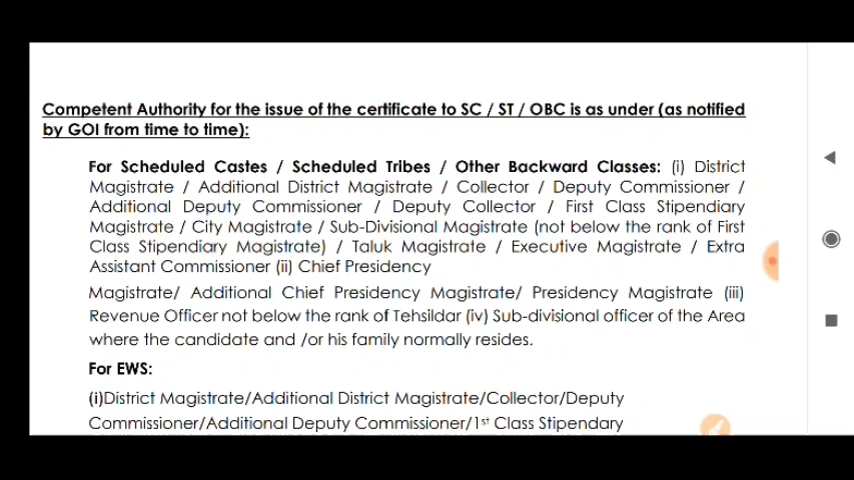 Competent Authority for the issue of the certificate to SC / ST / OBC is as under (as notified
by GOI from time to time):
For Scheduled Castes / Scheduled Tribes / Other Backward Classes: (i) District
Magistrate / Additional District Magistrate / Collector / Deputy Commissioner /
Additional Deputy Commissioner / Deputy Collector / First Class Stipendiary
Magistrate / City Magistrate / Sub-Divisional Magistrate (not below the rank of First
Class Stipendiary Magistrate) / Taluk Magistrate / Executive Magistrate / Extra
Assistant Commissioner (ii) Chief Presidency
Magistrate/ Additional Chief Presidency Magistrate/ Presidency Magistrate (iii)
Revenue Officer not below the rank of Tehsildar (iv) Sub-divisional officer of the Area
where the candidate and /or his family normally resides.
For EWS:
(i)District Magistrate/Additional District Magistrate/Collector/Deputy
Commissioner/Additional Deputy Commissioner/1st Class Stipendary